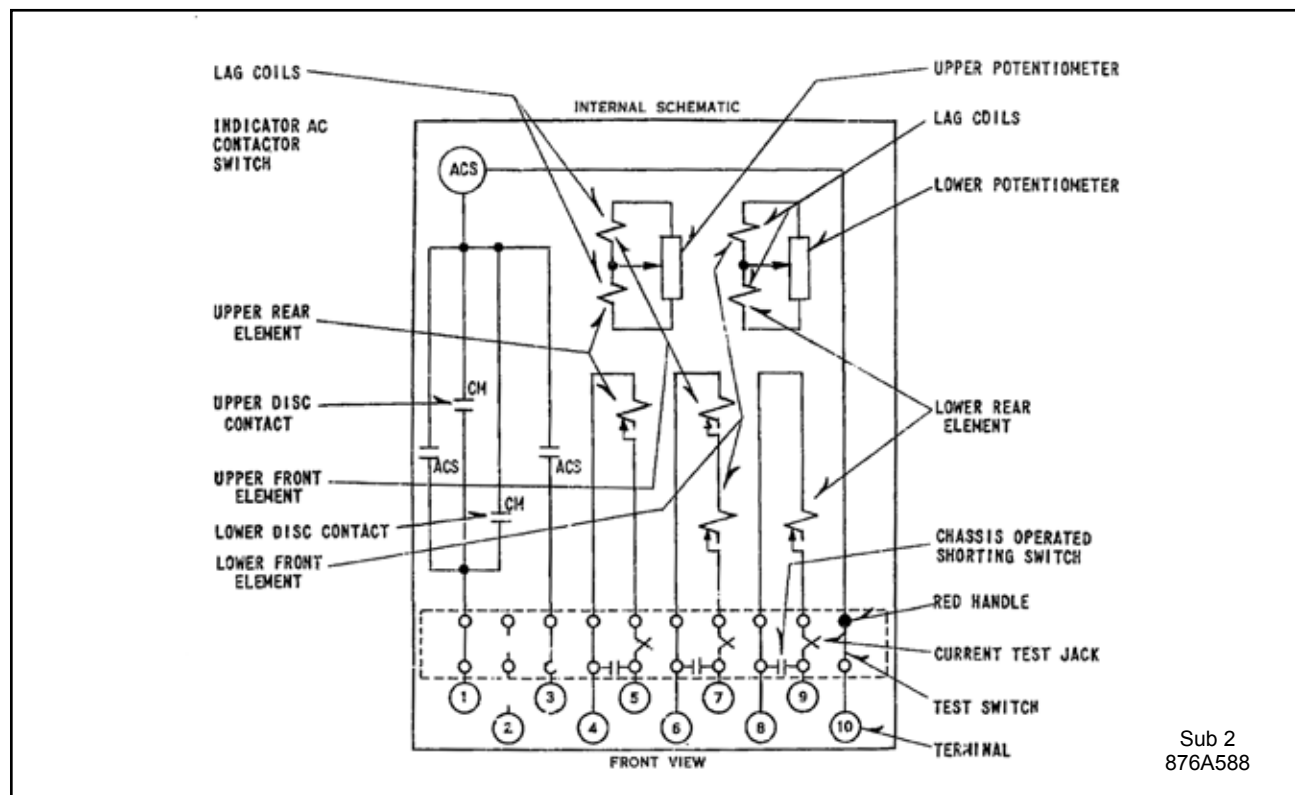 INTERNAL SCHEMATIC
LAG COILS
INDICATOR AC
CONTACTOR
SWITCH
UPPER REAR
ELEMENT
UPPER DISC
CONTACT
UPPER FRONT
ELEMENT
LOWER DISC CONTACT
LOWER FRONT
ELEMENT
ACS
CM
ACS
ACS
CM
UPPER POTENTIOMETER
LAG COILS
LOWER POTENTIOMETER
LOWER REAR
ELEMENT
CHASSIS OPERATED
SHORTING SWITCH
RED HANDLE
CURRENT TEST JACK
TEST SWITCH
TERMINAL
1
2
3
4
5
6
7
8
9
10
FRONT VIEW
Sub 2
876A588